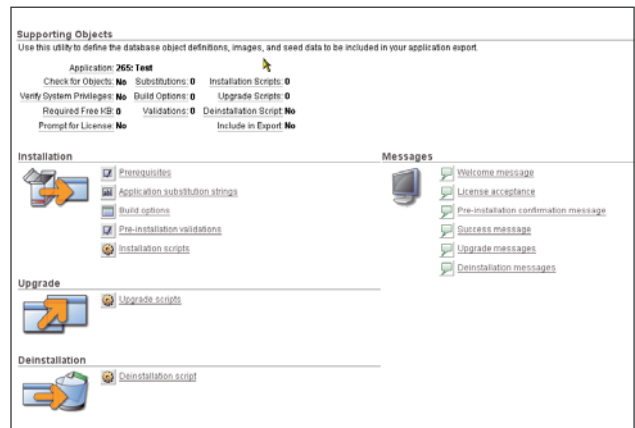 Supporting Objects
Use this utility to define the database object definitions, images, and seed data to be included in your application export.
Application: 265: Test
Check for Objects: No Substitutions: 0 Installation Scripts: 0
Verify System Privileges: No Build Options: 0 Upgrade Scripts: 0
Required Free KB: 0 Validations: 0 Deinstallation Script: No
Prompt for License: No Include in Export: No
Installation
Prerequisites
Application substitution strings
Build options
Pre-installation validations
Installation scripts
Messages
Welcome message
License acceptance
Pre-installation confirmation message
Success message
Upgrade messages
Deinstallation messages
Upgrade
Upgrade scripts
Deinstallation
Deinstallation script